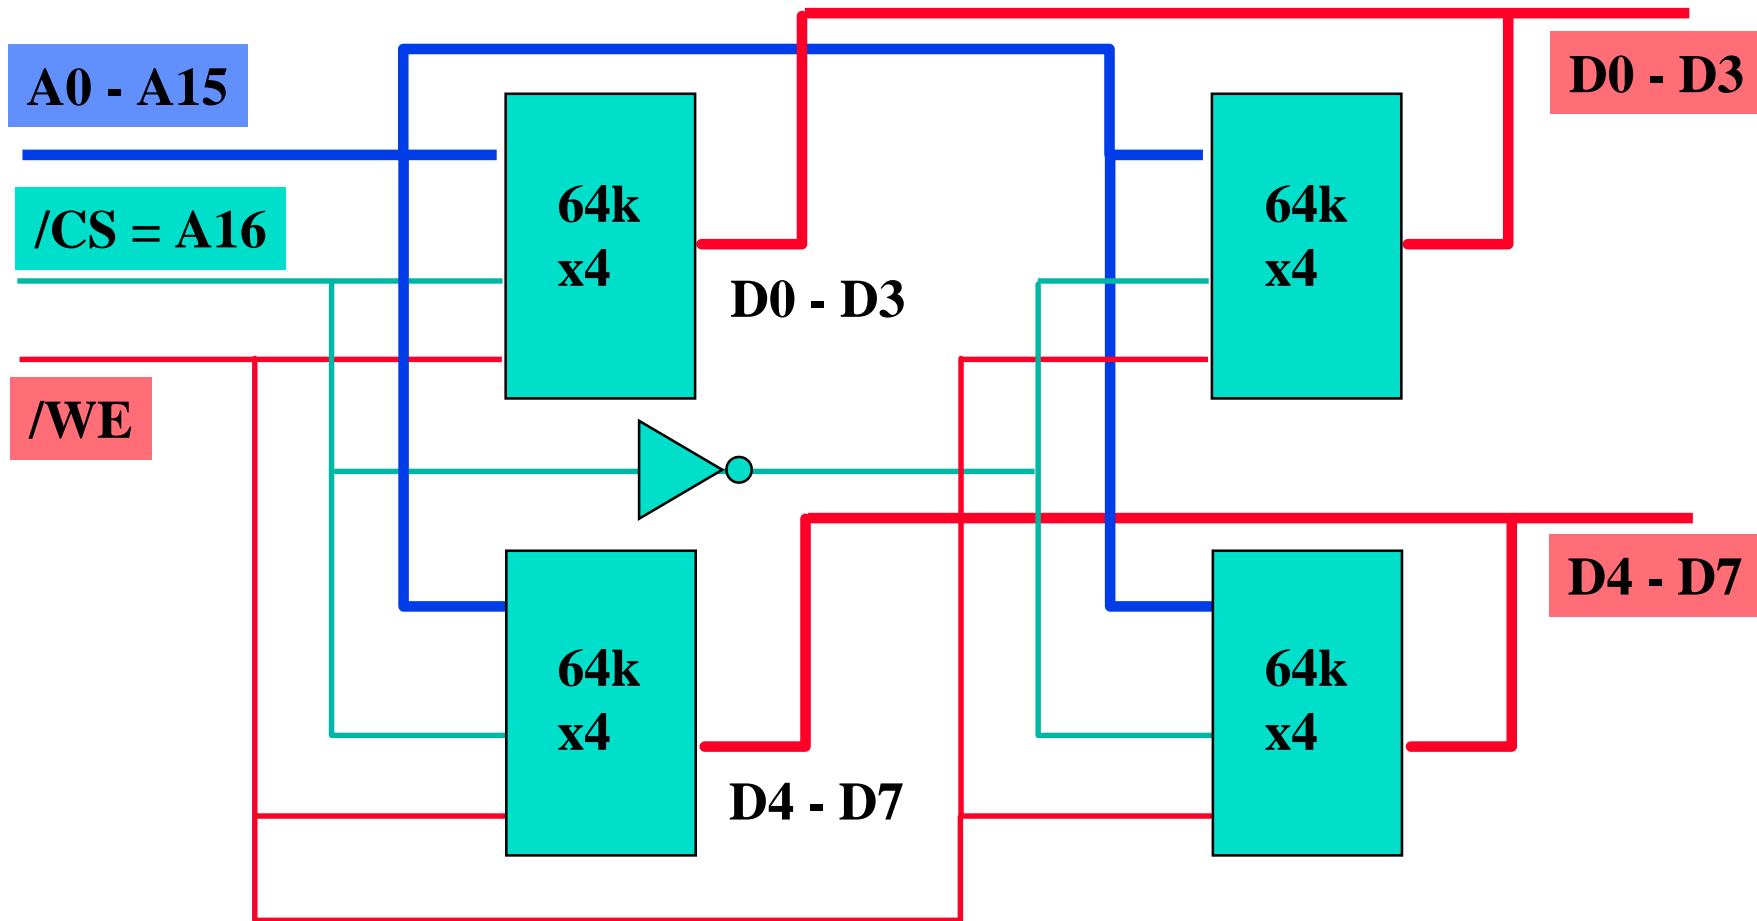 A0 - A15
/CS = A16
/WE
64k
x4
D0 - D3
64k
x4
D0 - D3
64k
x4
D4 - D7
64k
x4
D4 - D7